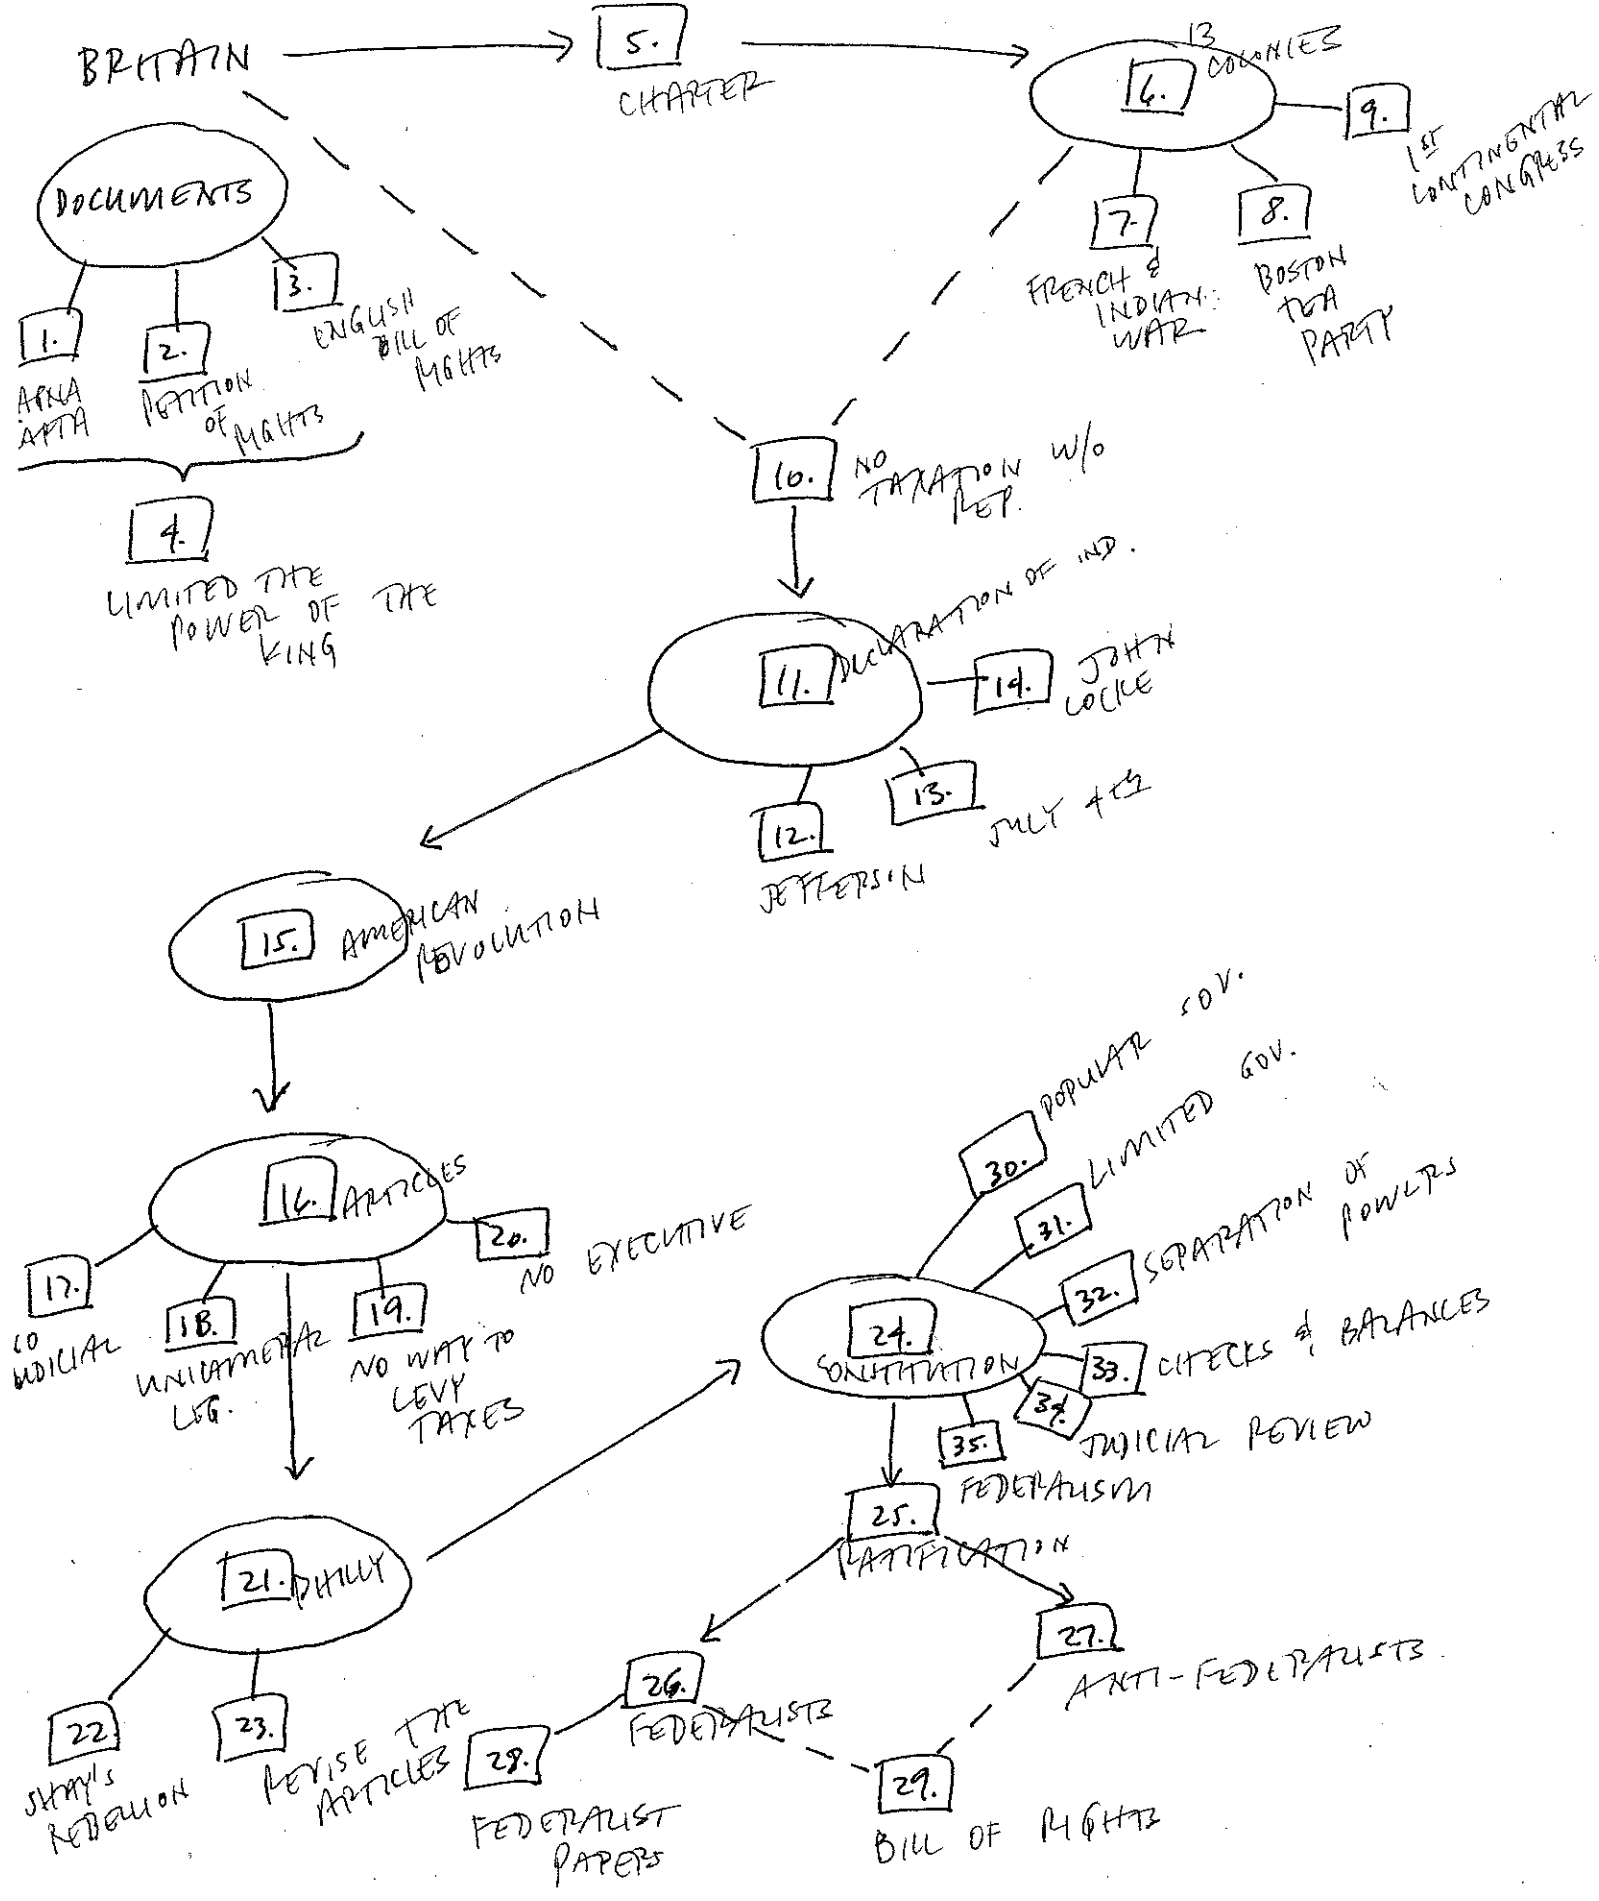 BRITAIN
5.
CHARTER
13
COLONIES
6.
9.
1ST
CONTINENTAL
CONGRESS
7.
FRENCH &
INDIAN
WAR
8.
BOSTON
TEA
PARTY
DOCUMENTS
1.
2.
PETITION
OF
RIGHTS
3.
ENGLISH
BILL OF
RIGHTS
4.
LIMITED THE
POWER OF THE
KING
10.
NO
TAXATION W/O
REP.
11.
DECLARATION OF IND.
14.
JOHN
LOCKE
13.
JULY 4th
12.
JEFFERSON
15.
AMERICAN
REVOLUTION
16.
ARTICLES
17.
UDICIAL
18.
UNICAMERAL
LEG.
19.
NO WAY TO
LEVY
TAXES
20.
NO EXECUTIVE
21.
PHILLY
22.
SHAY'S
REBELLION
23.
REVISE THE
ARTICLES
24.
CONSTITUTION
30.
POPULAR SOV.
31.
LIMITED GOV.
32.
SEPARATION OF
POWERS
33.
CHECKS & BALANCES
34.
JUDICIAL REVIEW
35.
FEDERALISM
25.
RATIFICATION
26.
FEDERALISTS
27.
ANTI-FEDERALISTS
28.
FEDERALIST
PAPERS
29.
BILL OF RIGHTS